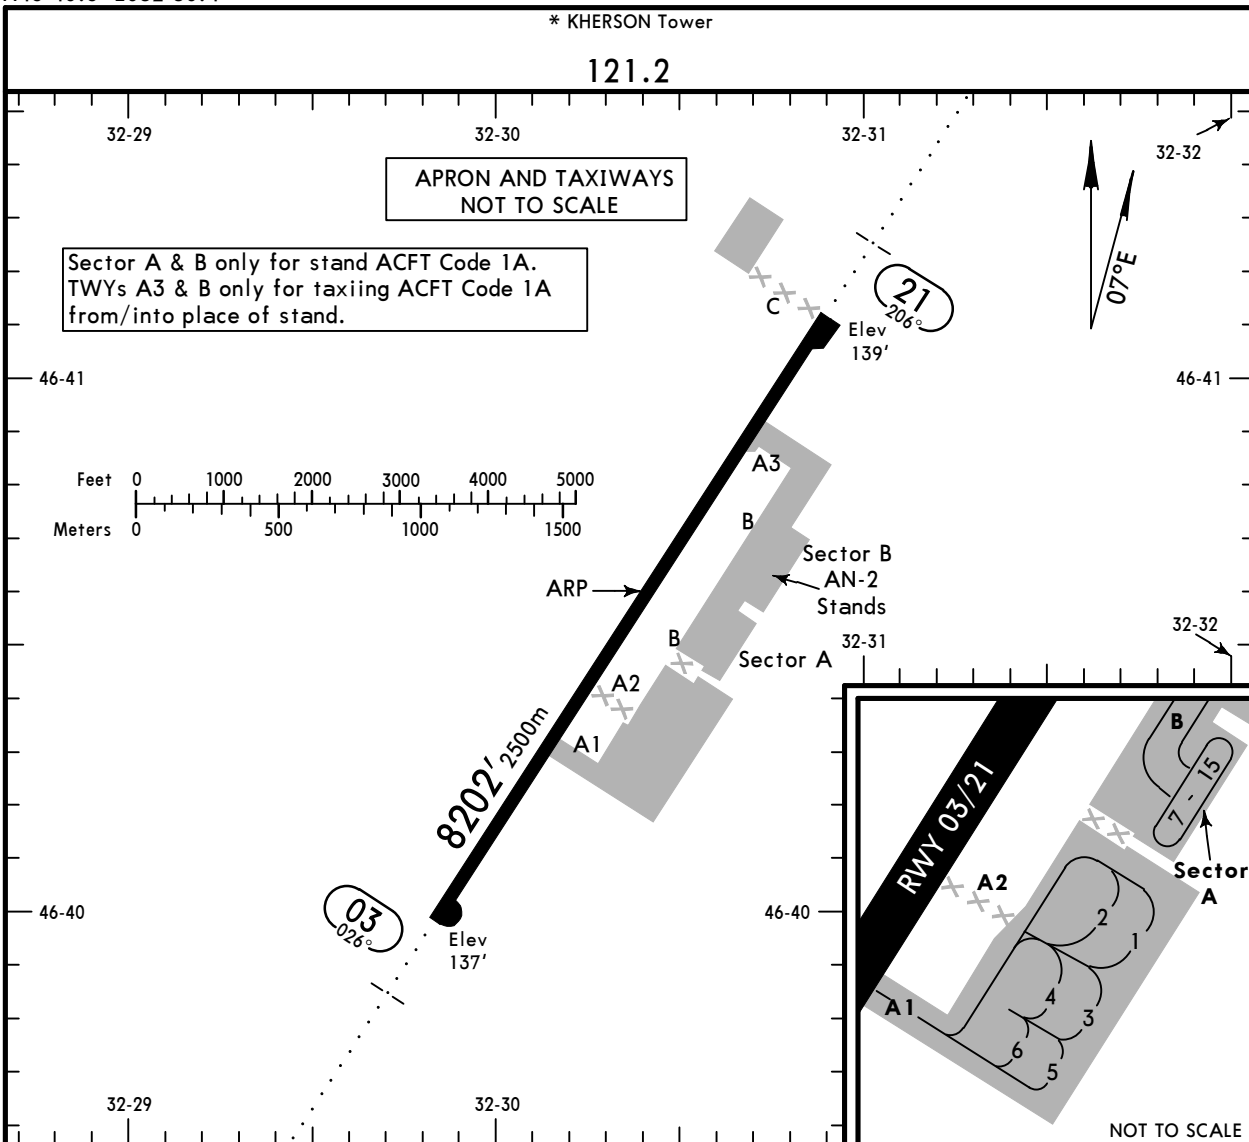 * KHERSON Tower
121.2
32-29
32-30
32-31
32-32
APRON AND TAXIWAYS
NOT TO SCALE
Sector A & B only for stand ACFT Code 1A.
TWYs A3 & B only for taxiing ACFT Code 1A
from/into place of stand.
07°E
C
21
206°
Elev
139'
46-41
46-41
A3
Feet 0 1000 2000 3000 4000 5000
Meters 0 500 1000 1500
B
Sector B
AN-2
Stands
ARP
B
32-31
32-32
Sector A
A2
A1
8202' 2500m
03
026°
Elev
137'
46-40
46-40
RWY 03/21
B
7 - 15
Sector
A
A2
2
1
4
3
A1
6
5
32-29
32-30
NOT TO SCALE